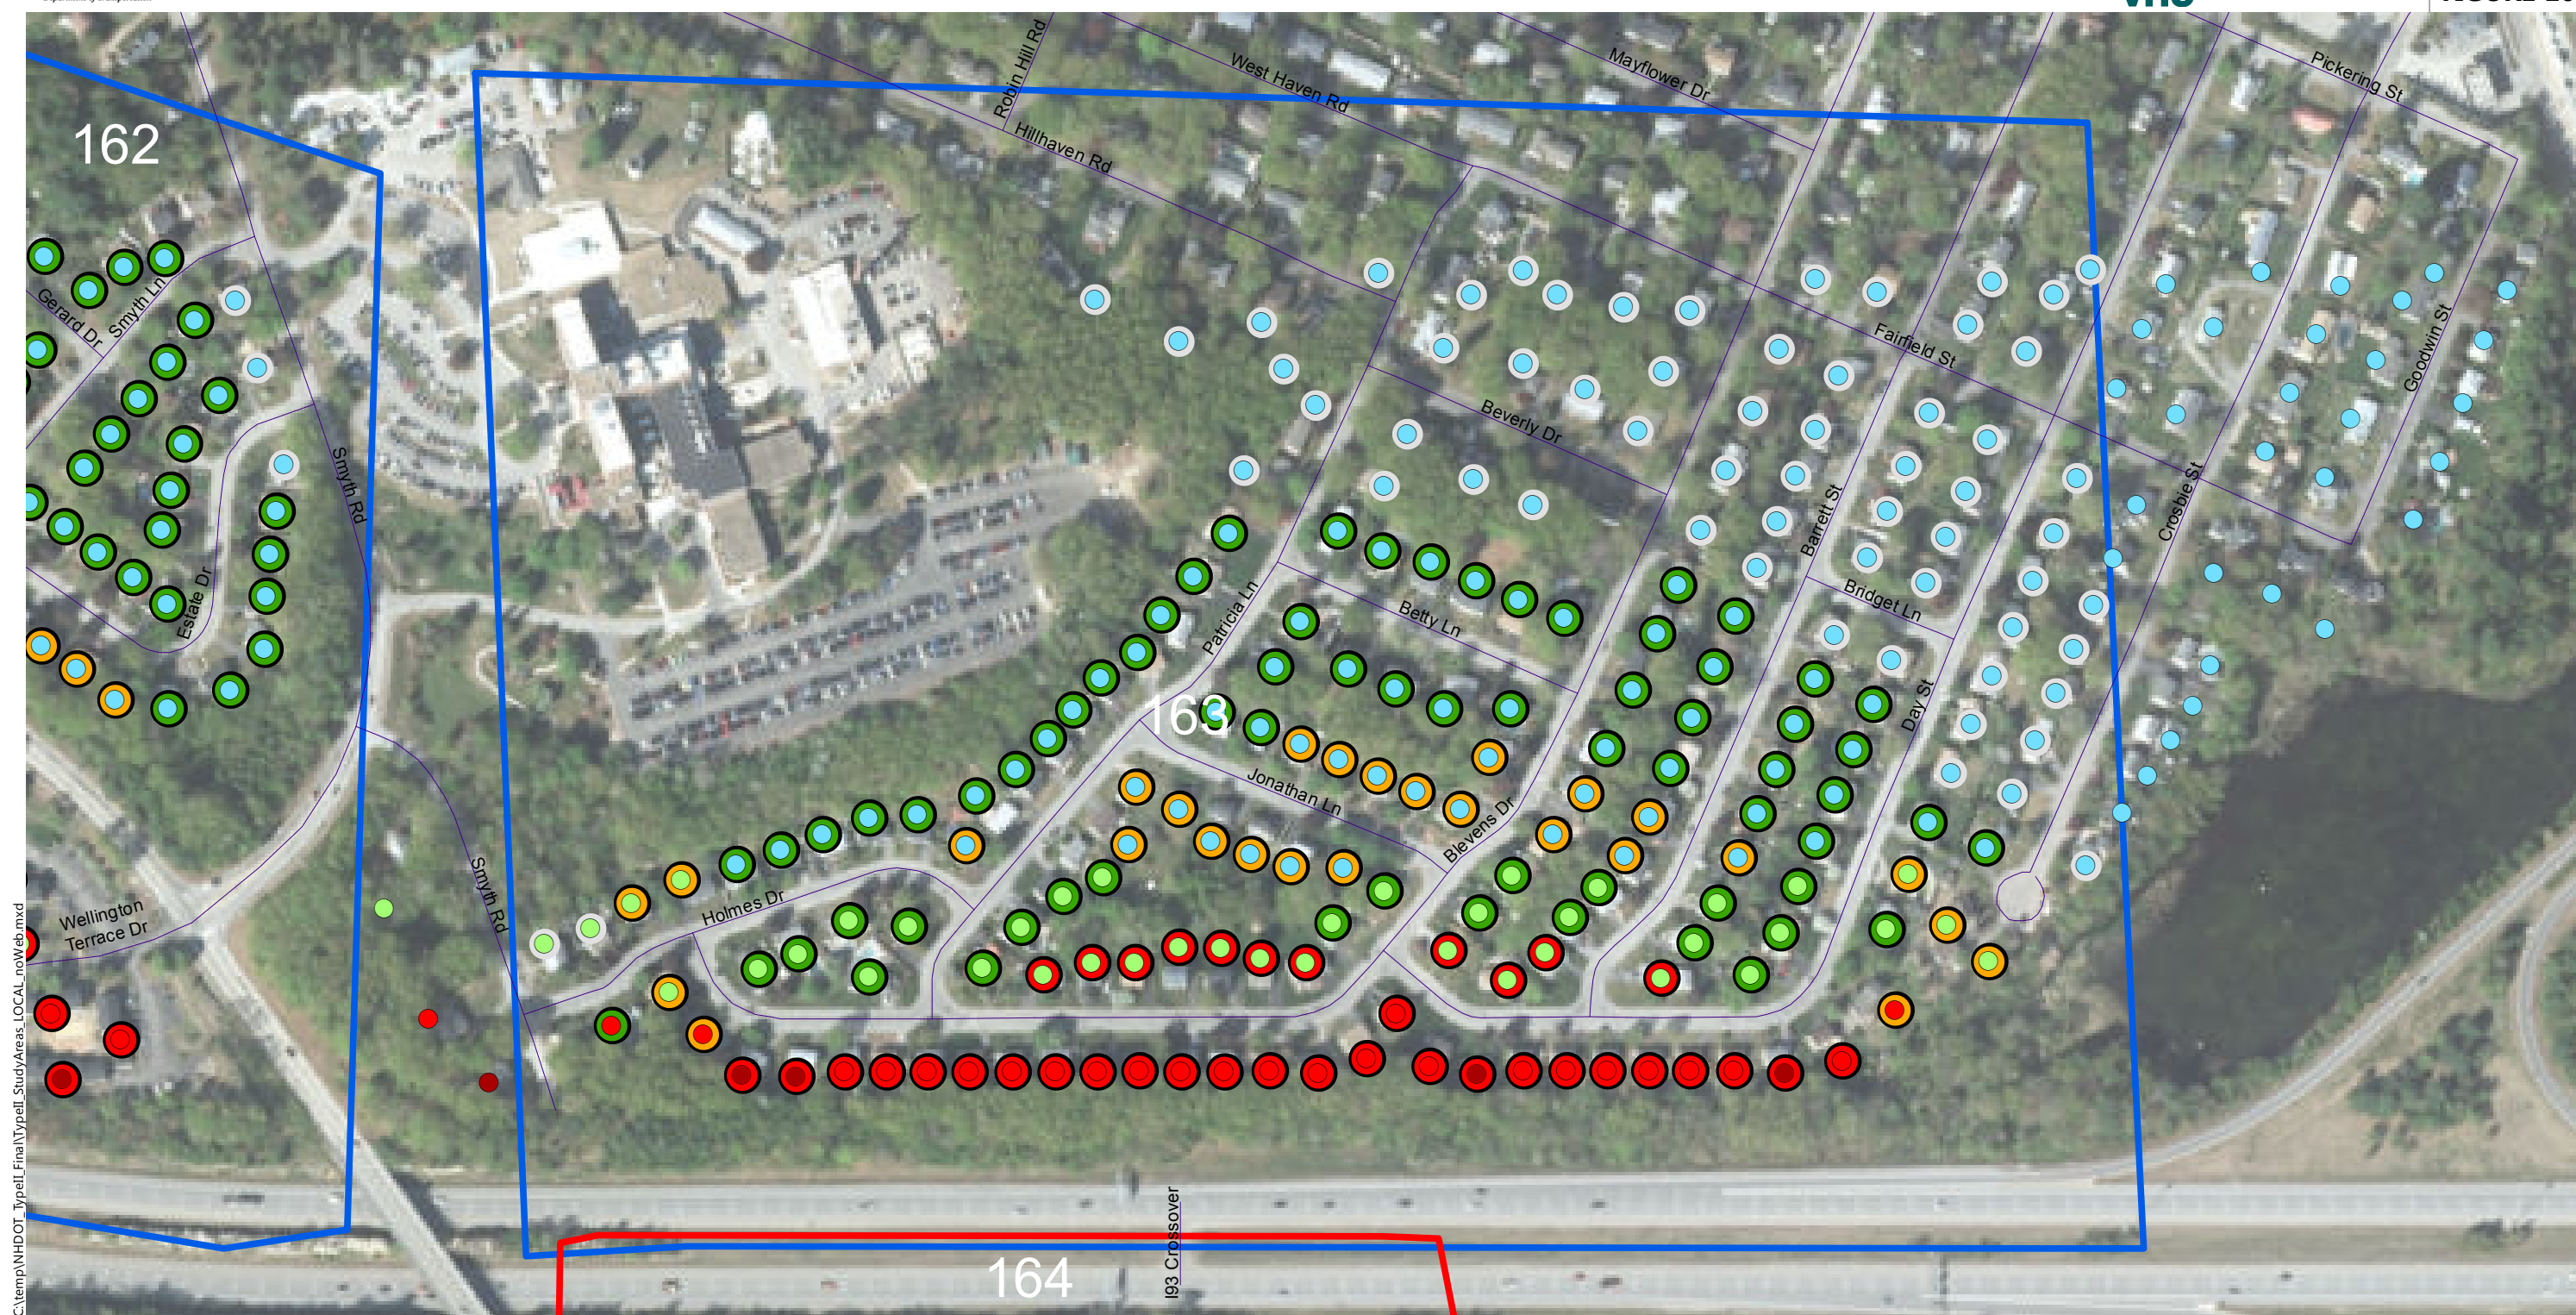 Pickering St
Mayflower Dr
West Haven Rd
Robin Hill Rd
Hillhaven Rd
162
Smyth Ln
Gerard Dr
Fairfield St
Goodwin St
Beverly Dr
Smyth Rd
Crosbie St
Barrett St
Estate Dr
Patricia Ln
Betty Ln
Bridget Ln
Day St
163
Jonathan Ln
Blevens Dr
Smyth Rd
Holmes Dr
Wellington
Terrace Dr
I93 Crossover
164
C:\temp\NHDOT_TypeII_Final\TypeII_StudyAreas_LOCAL_noWeb.mxd